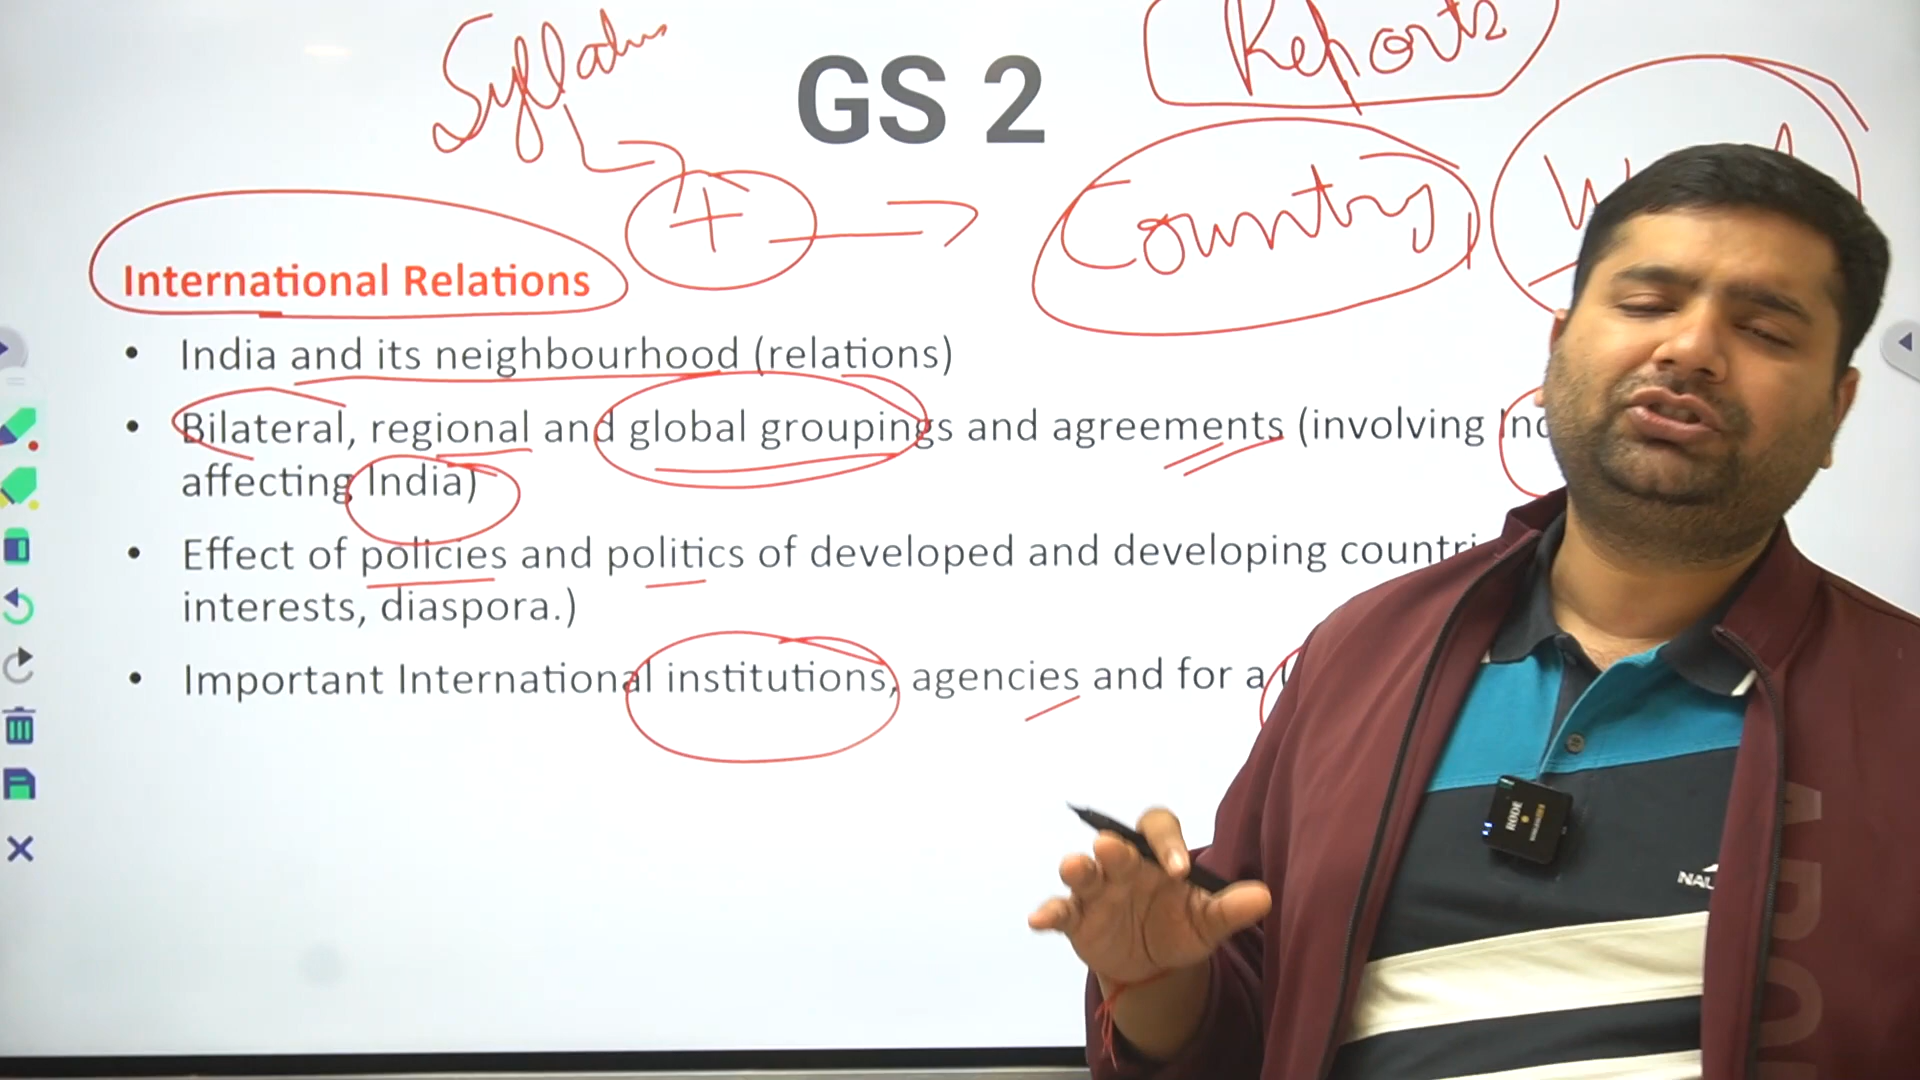 Syllabus
Reports
GS 2
+
Country
International Relations
• India and its neighbourhood (relations)
• Bilateral, regional and global groupings and agreements (involving
affecting India)
• Effect of policies and politics of developed and developing
interests, diaspora.)
• Important International institutions, agencies and for a
RODE